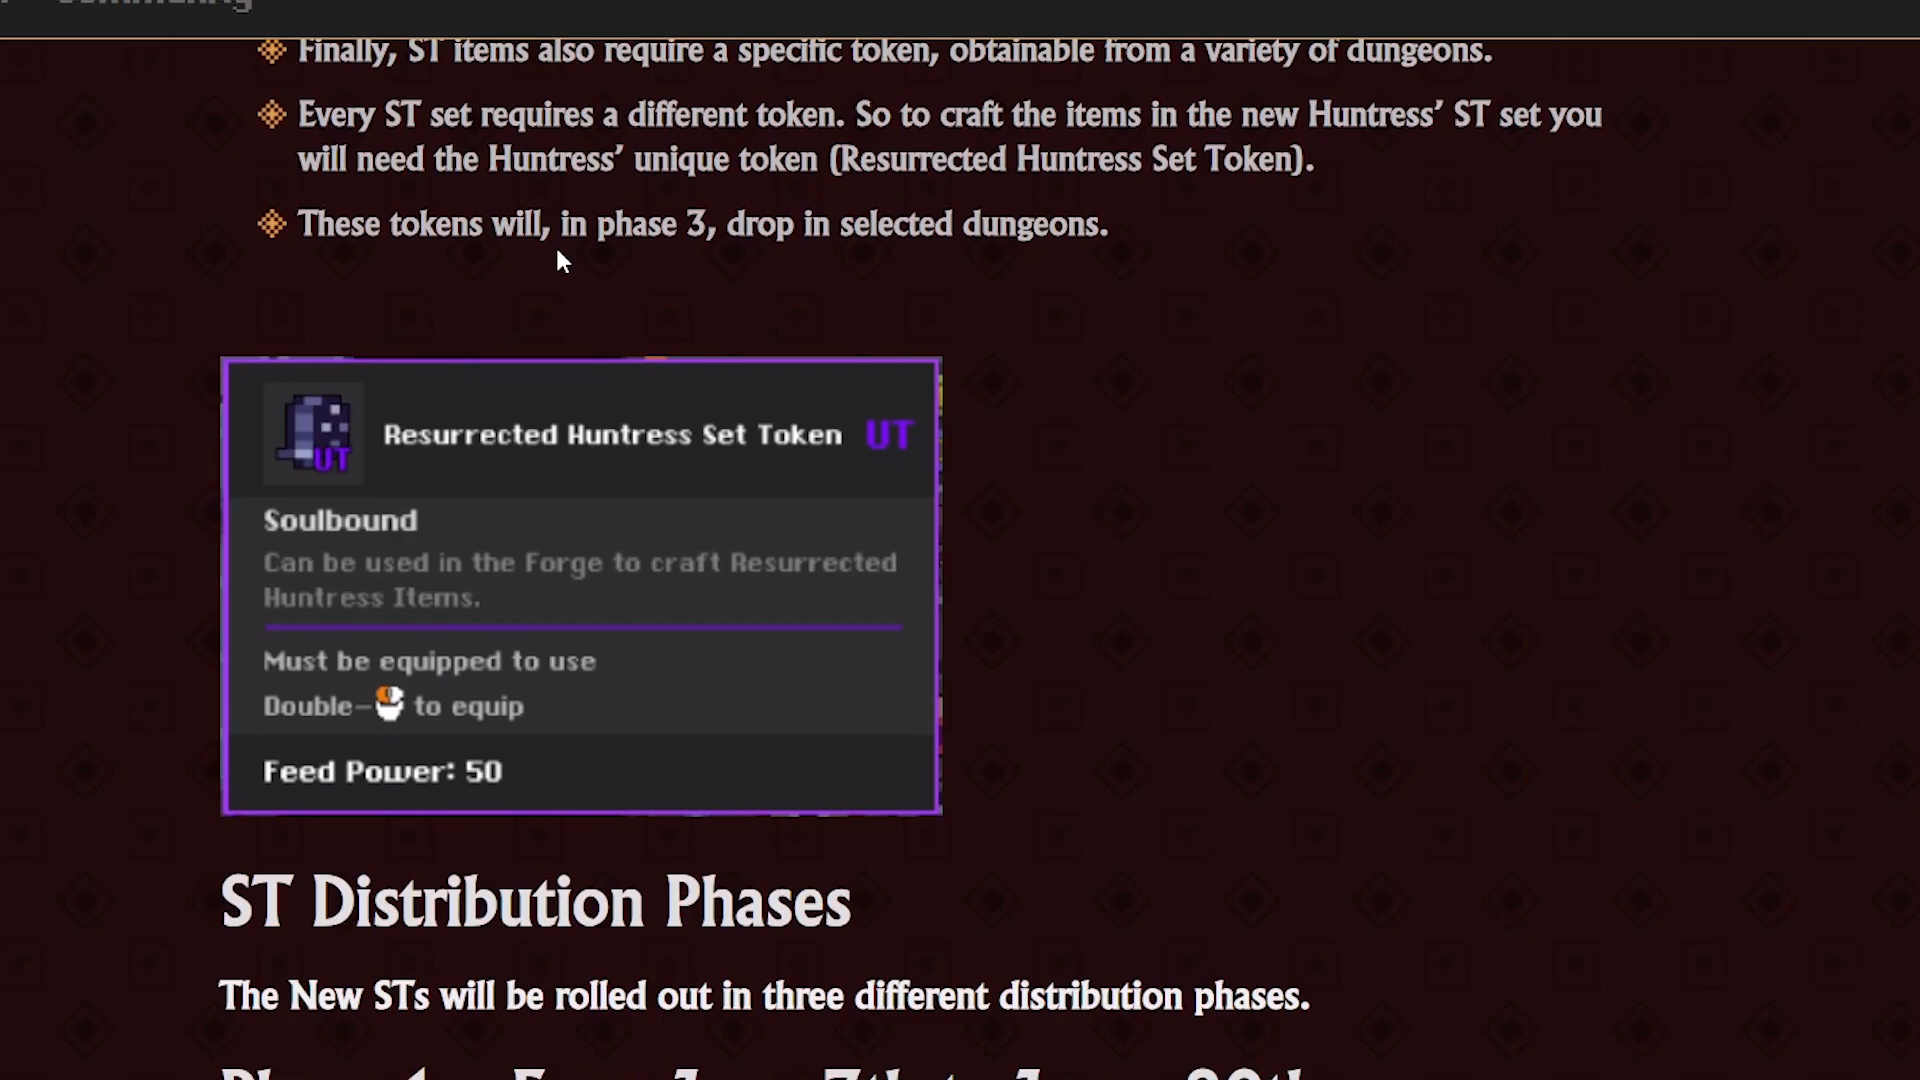 Finally, ST items also require a specific token, obtainable from a variety of dungeons.
Every ST set requires a different token. So to craft the items in the new Huntress’ ST set you
will need the Huntress’ unique token (Resurrected Huntress Set Token).
These tokens will, in phase 3, drop in selected dungeons.
UT
Resurrected Huntress Set Token UT
Soulbound
Can be used in the Forge to craft Resurrected
Huntress Items.
Must be equipped to use
Double- to equip
Feed Power: 50
ST Distribution Phases
The New STs will be rolled out in three different distribution phases.